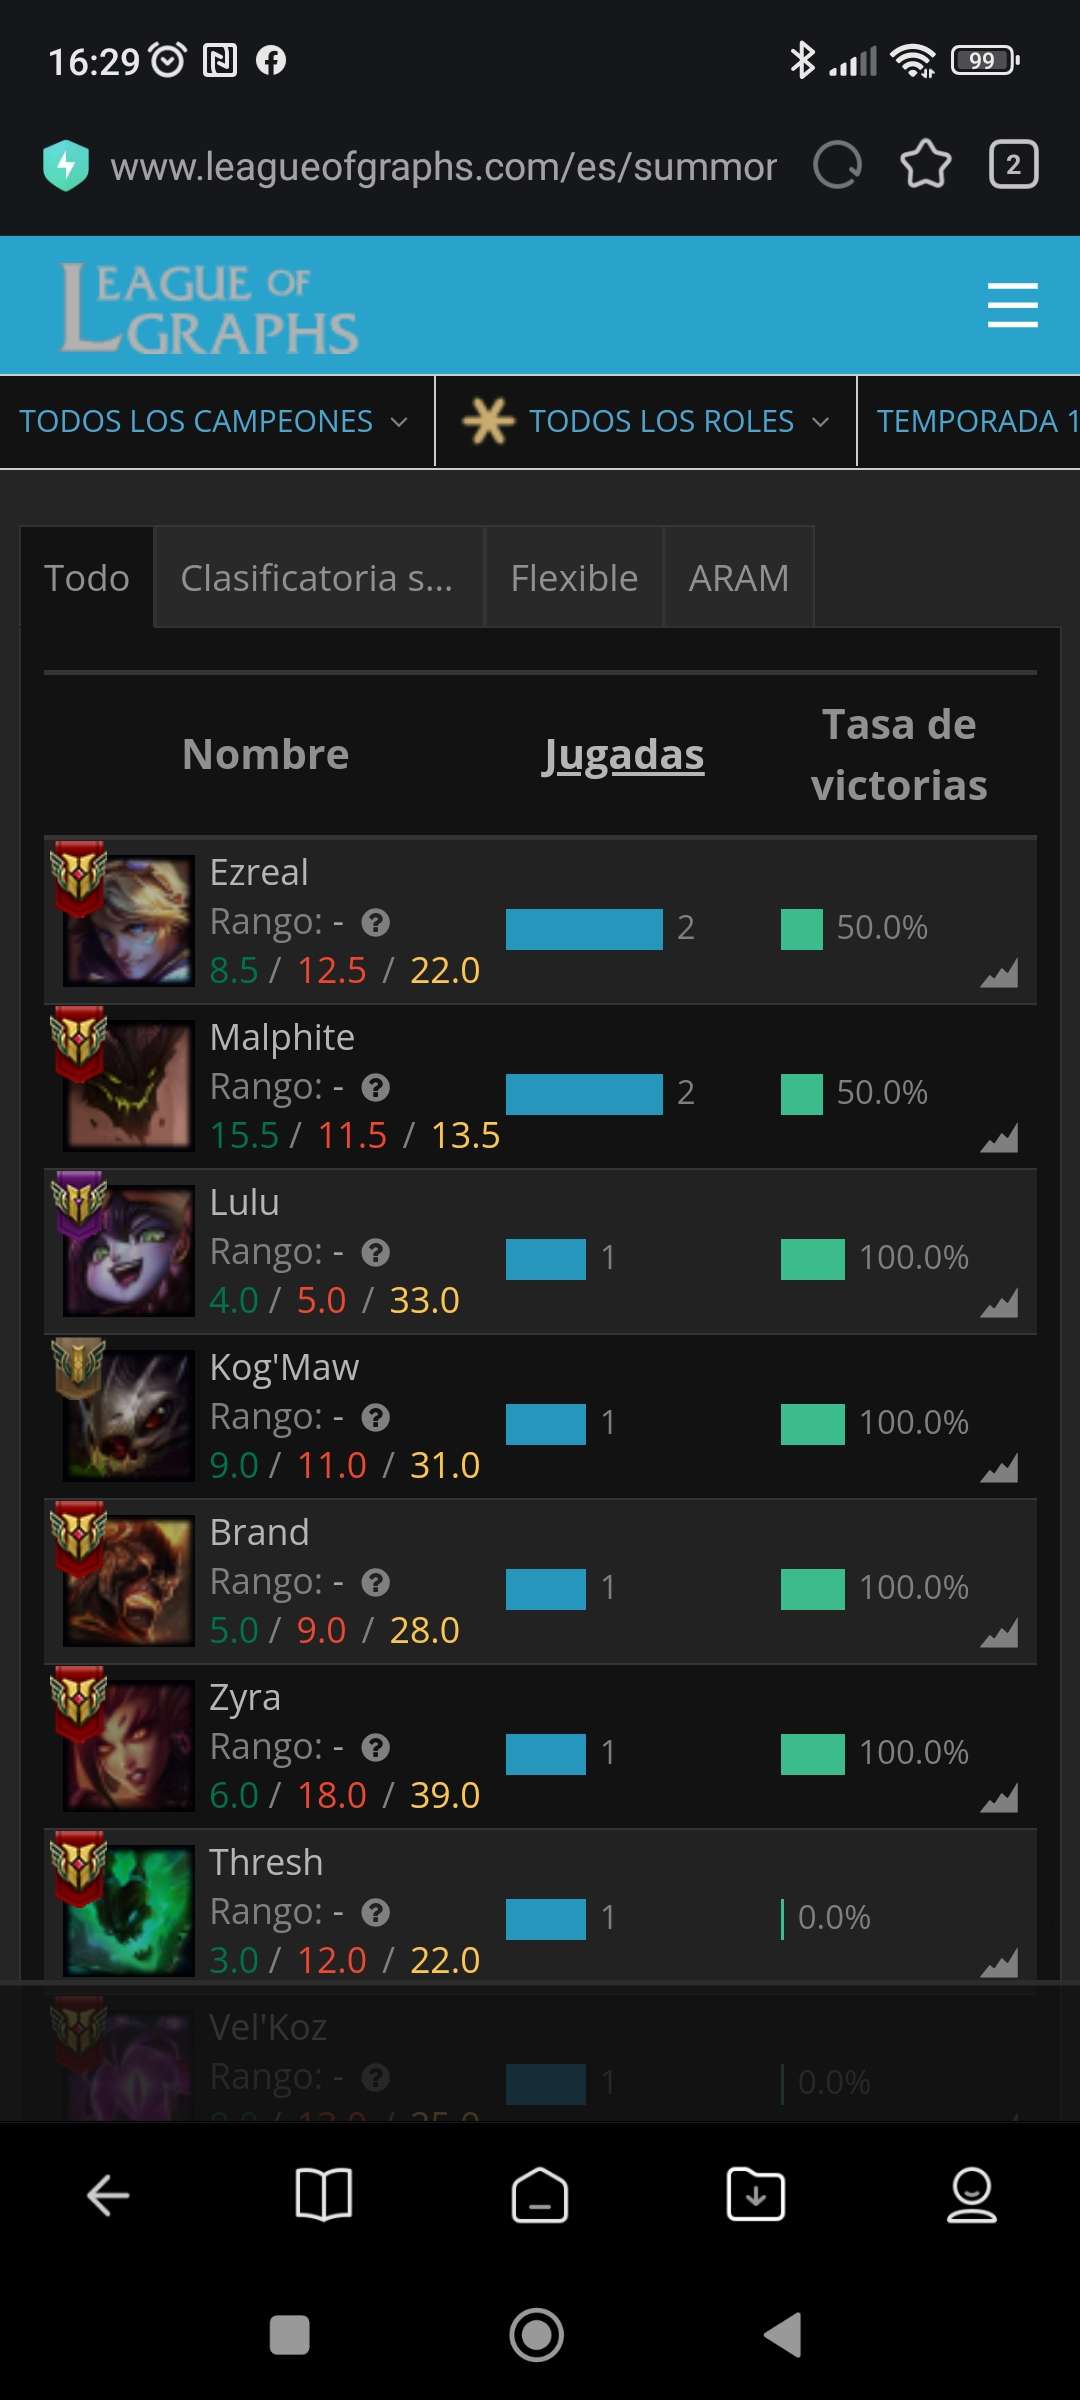 16:29
99
www.leagueofgraphs.com/es/summor
2
LEAGUE OF
GRAPHS
TODOS LOS CAMPEONES
TODOS LOS ROLES
TEMPORADA 1
Todo
Clasificatoria s...
Flexible
ARAM
Nombre
Jugadas
Tasa de
victorias
Ezreal
Rango: - ?
8.5 / 12.5 / 22.0
2
50.0%
Malphite
Rango: - ?
15.5 / 11.5 / 13.5
2
50.0%
Lulu
Rango: - ?
4.0 / 5.0 / 33.0
1
100.0%
Kog'Maw
Rango: - ?
9.0 / 11.0 / 31.0
1
100.0%
Brand
Rango: - ?
5.0 / 9.0 / 28.0
1
100.0%
Zyra
Rango: - ?
6.0 / 18.0 / 39.0
1
100.0%
Thresh
Rango: - ?
3.0 / 12.0 / 22.0
1
0.0%
Vel'Koz
Rango: - ?
1
0.0%